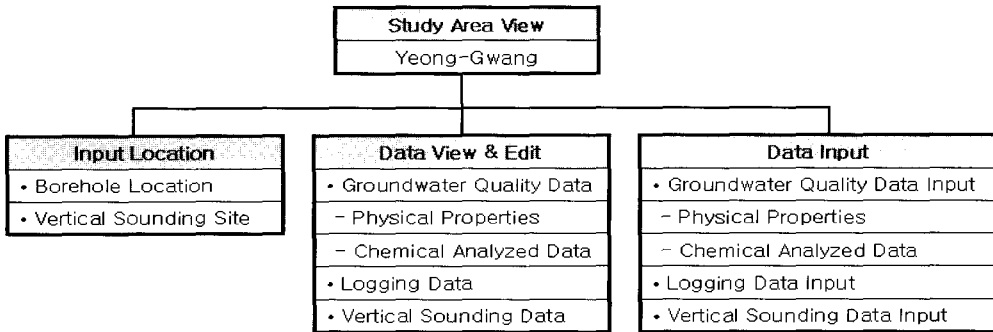 Study Area View
Yeong-Gwang
Input Location
• Borehole Location
• Vertical Sounding Site
Data View & Edit
• Groundwater Quality Data
- Physical Properties
- Chemical Analyzed Data
• Logging Data
• Vertical Sounding Data
Data Input
• Groundwater Quality Data Input
- Physical Properties
- Chemical Analyzed Data
• Logging Data Input
• Vertical Sounding Data Input